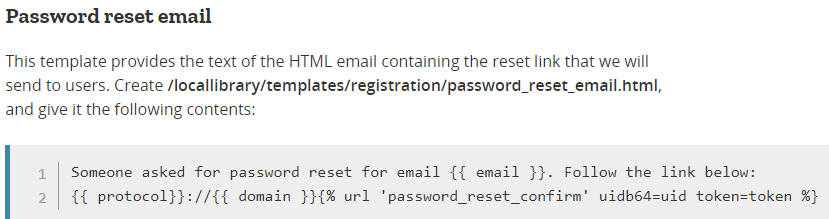 Password reset email
This template provides the text of the HTML email containing the reset link that we will
send to users. Create /locallibrary/templates/registration/password_reset_email.html,
and give it the following contents:
1 Someone asked for password reset for email {{ email }}. Follow the link below:
2 {{ protocol}}://{{ domain }}{% url 'password_reset_confirm' uidb64=uid token=token %}